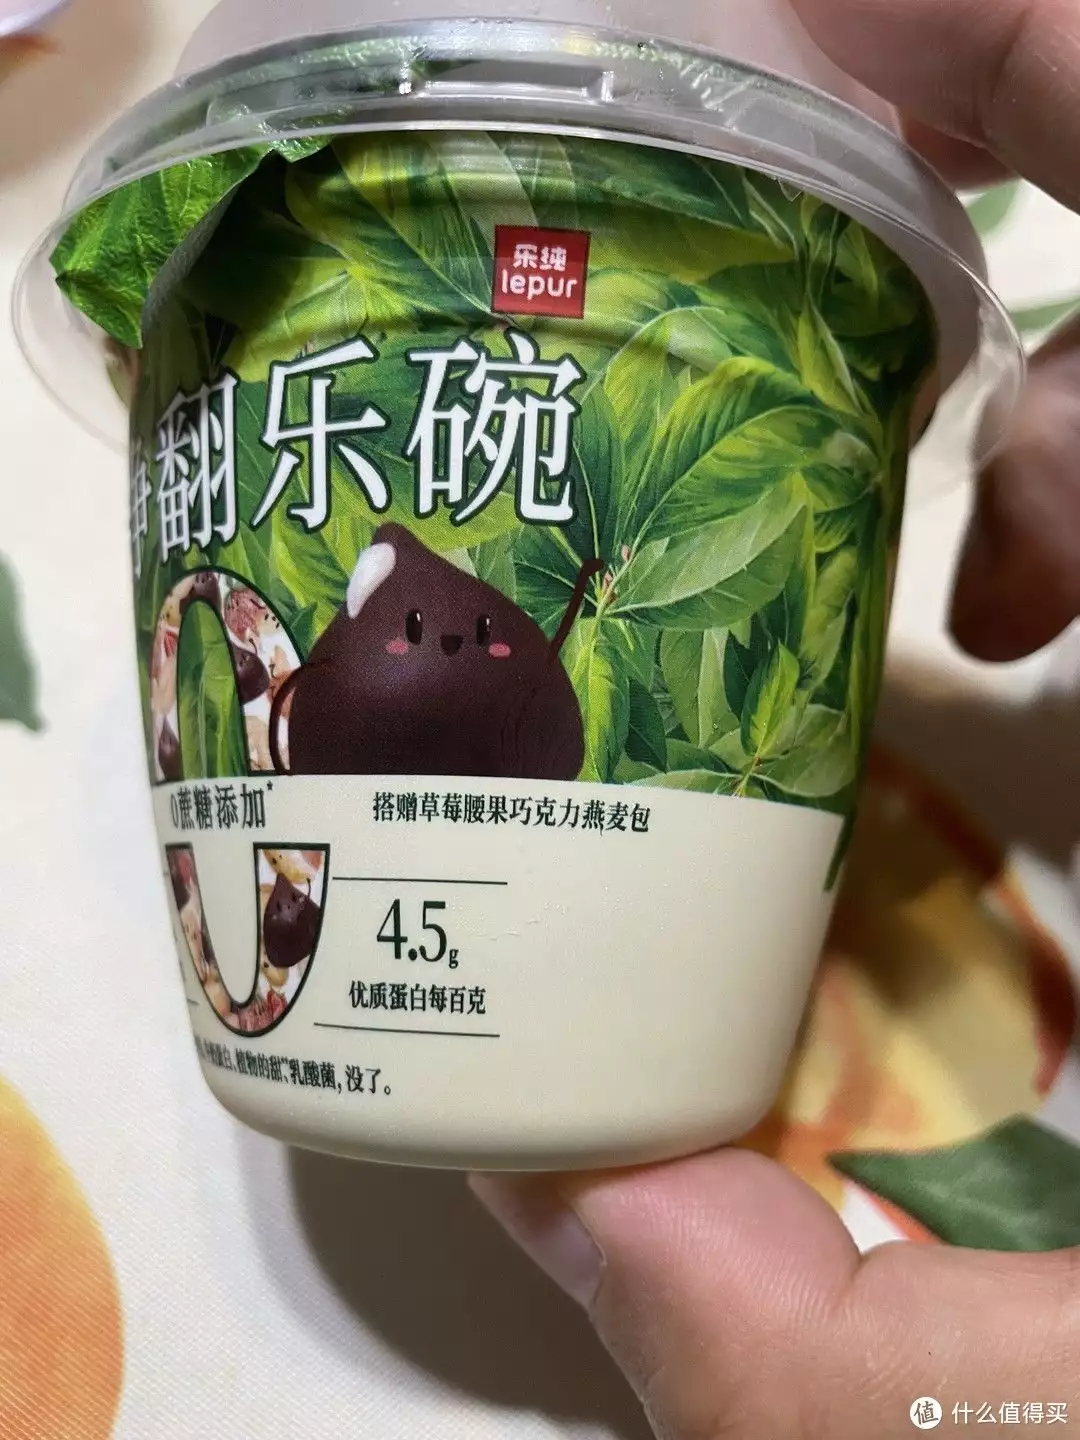 乐纯
lepur
净翻乐碗
0蔗糖添加*
搭赠草莓腰果巧克力燕麦包
4.5g
优质蛋白每百克
植物的甜**、乳酸菌，没了。
值 什么值得买